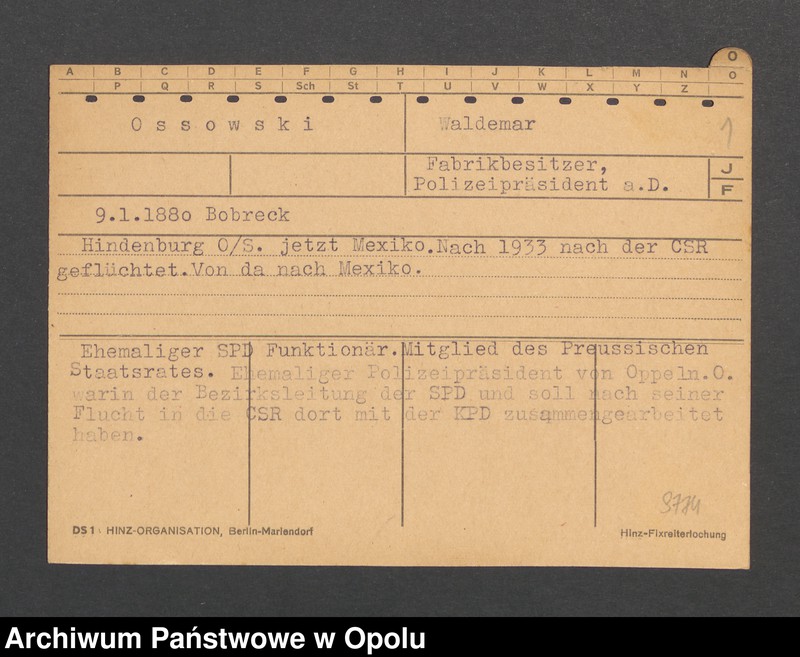 O
A B C D E F G H I J K L M N O
P Q R S Sch St T U V W X Y Z
Ossowski Waldemar 1
Fabrikbesitzer,
Polizeipräsident a.D.
J
F
9.1.188o Bobreck
Hindenburg O/S. jetzt Mexiko.Nach 1933 nach der CSR
geflüchtet.Von da nach Mexiko.
Ehemaliger SPD Funktionär.Mitglied des Preussischen
Staatsrates. Ehemaliger Polizeipräsident von Oppeln.O.
warin der Bezirksleitung der SPD und soll nach seiner
Flucht in die CSR dort mit der KPD zusammengearbeitet
haben.
DS 1 HINZ-ORGANISATION, Berlin-Mariendorf
Hinz-Fixreiterlochung
Archiwum Państwowe w Opolu